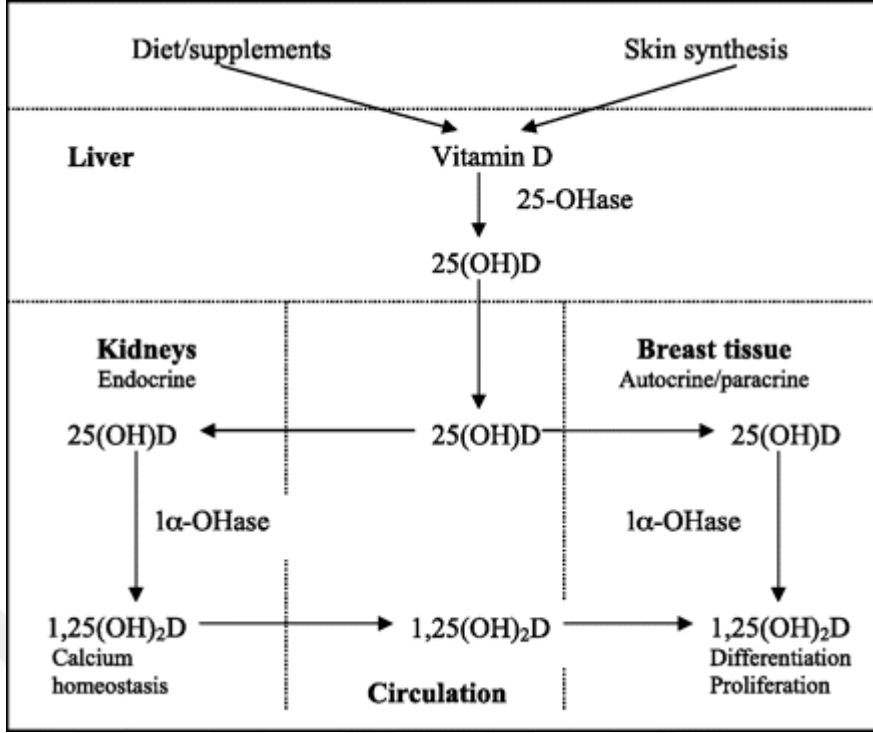 Diet/supplements
Skin synthesis
Liver
Vitamin D
25-OHase
25(OH)D
Kidneys
Endocrine
Breast tissue
Autocrine/paracrine
25(OH)D
25(OH)D
25(OH)D
1α-OHase
1α-OHase
1,25(OH)₂D
Calcium
homeostasis
1,25(OH)₂D
1,25(OH)₂D
Differentiation
Proliferation
Circulation